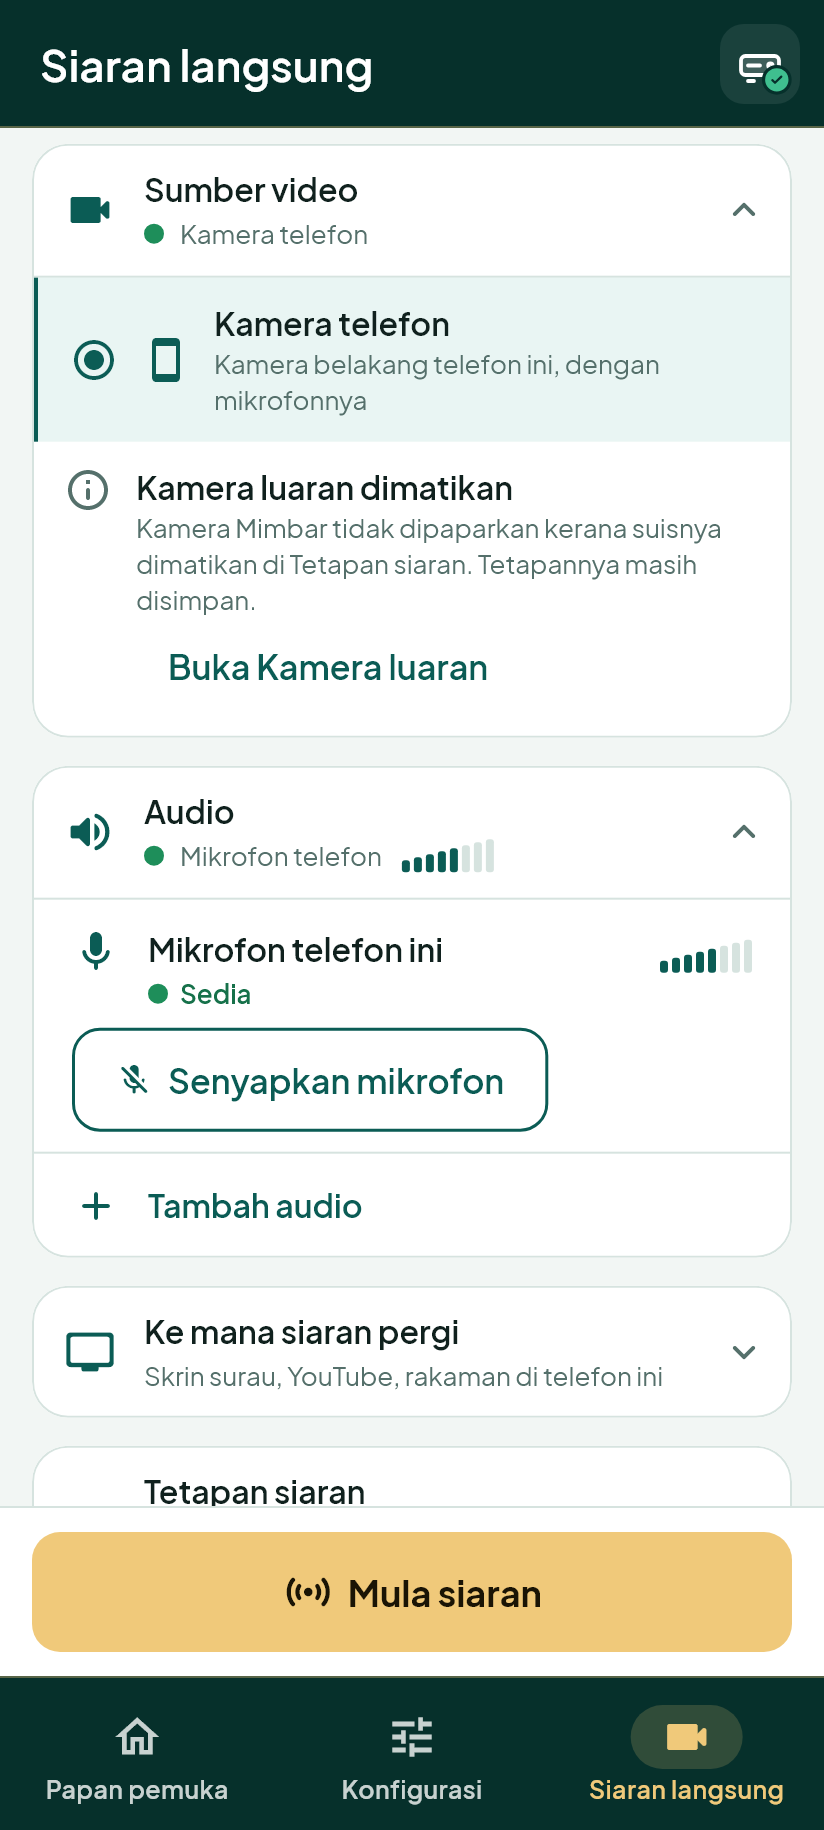 Siaran langsung
Sumber video
Kamera telefon
Kamera telefon
Kamera belakang telefon ini, dengan
mikrofonnya
Kamera luaran dimatikan
Kamera Mimbar tidak dipaparkan kerana suisnya
dimatikan di Tetapan siaran. Tetapannya masih
disimpan.
Buka Kamera luaran
Audio
Mikrofon telefon
Mikrofon telefon ini
Sedia
Senyapkan mikrofon
Tambah audio
Ke mana siaran pergi
Skrin surau, YouTube, rakaman di telefon ini
Tetapan siaran
Mula siaran
Papan pemuka
Konfigurasi
Siaran langsung